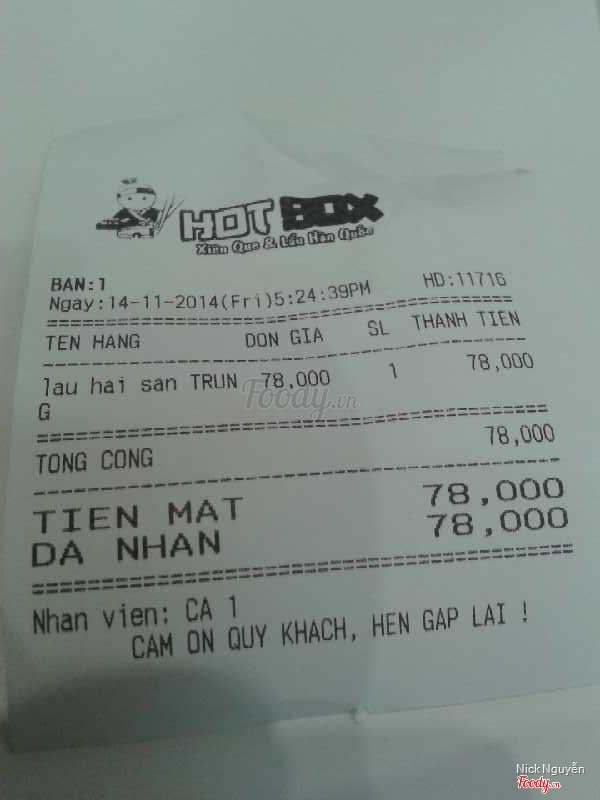 HOT BOX
Xiên Que & Lẩu Hàn Quốc
BAN:1
HD:11716
Ngay:14-11-2014(Fri)5:24:39PM
TEN HANG DON GIA SL THANH TIEN
lau hai san TRUN 78,000 1 78,000
G
Foody.vn
TONG CONG 78,000
TIEN MAT 78,000
DA NHAN 78,000
Nhan vien: CA 1
CAM ON QUY KHACH, HEN GAP LAI !
Nick Nguyễn
Foody.vn